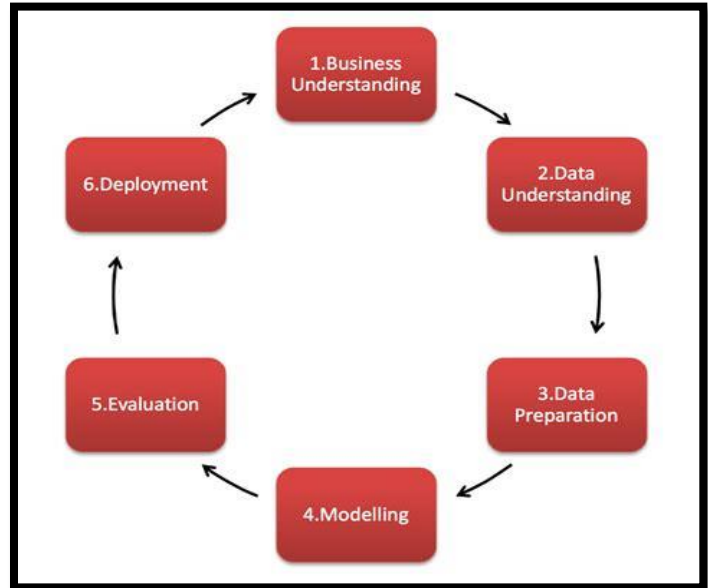 1.Business
Understanding
2.Data
Understanding
3.Data
Preparation
4.Modelling
5.Evaluation
6.Deployment